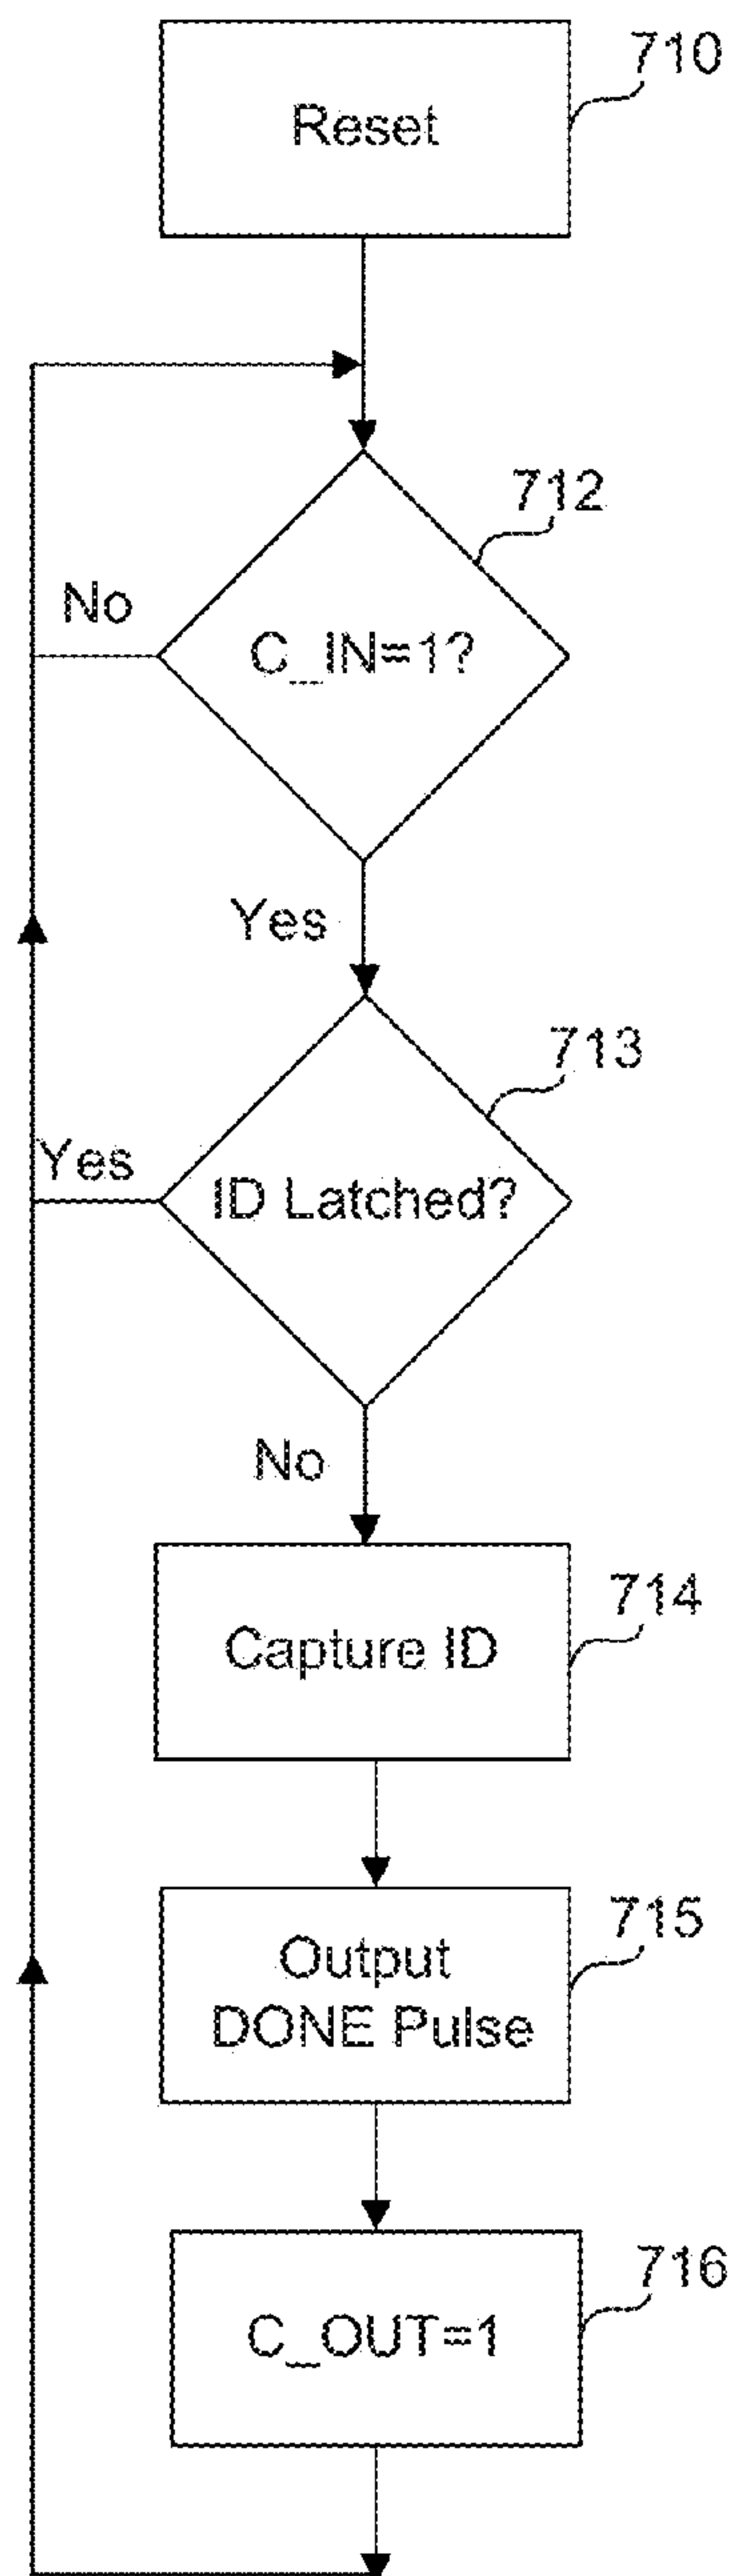 710
Reset
712
No
C_IN=1?
Yes
713
Yes
ID Latched?
No
714
Capture ID
715
Output
DONE Pulse
716
C_OUT=1